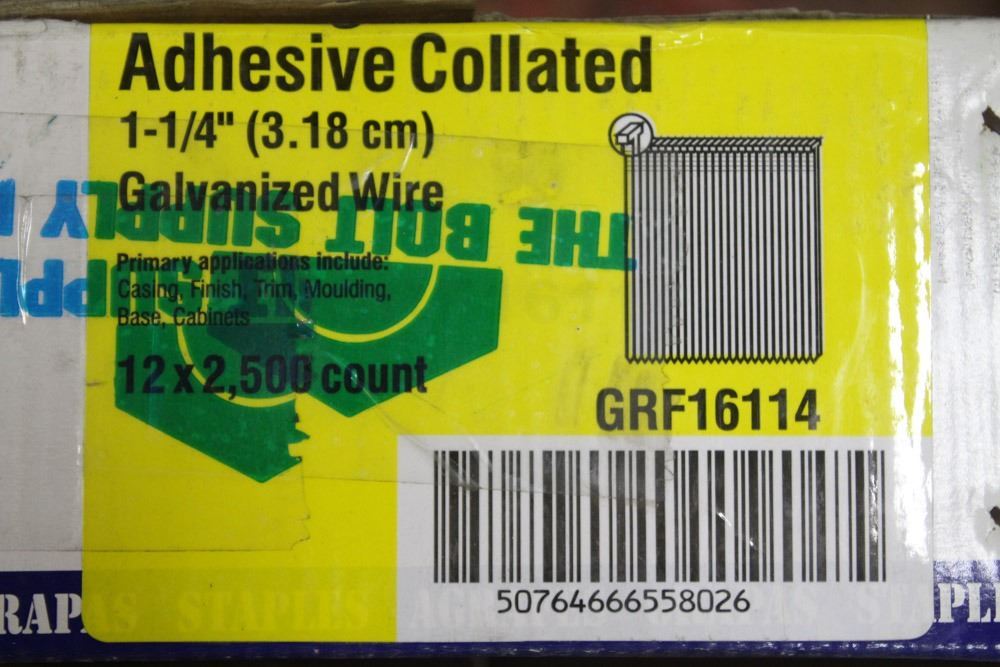 Adhesive Collated
1-1/4" (3.18 cm)
Galvanized Wire
THE BOLT SUPPLY
Primary applications include:
Casing, Finish, Trim, Moulding,
Base, Cabinets
12 x 2,500 count
GRF16114
50764666558026
RAPAS STAPLES